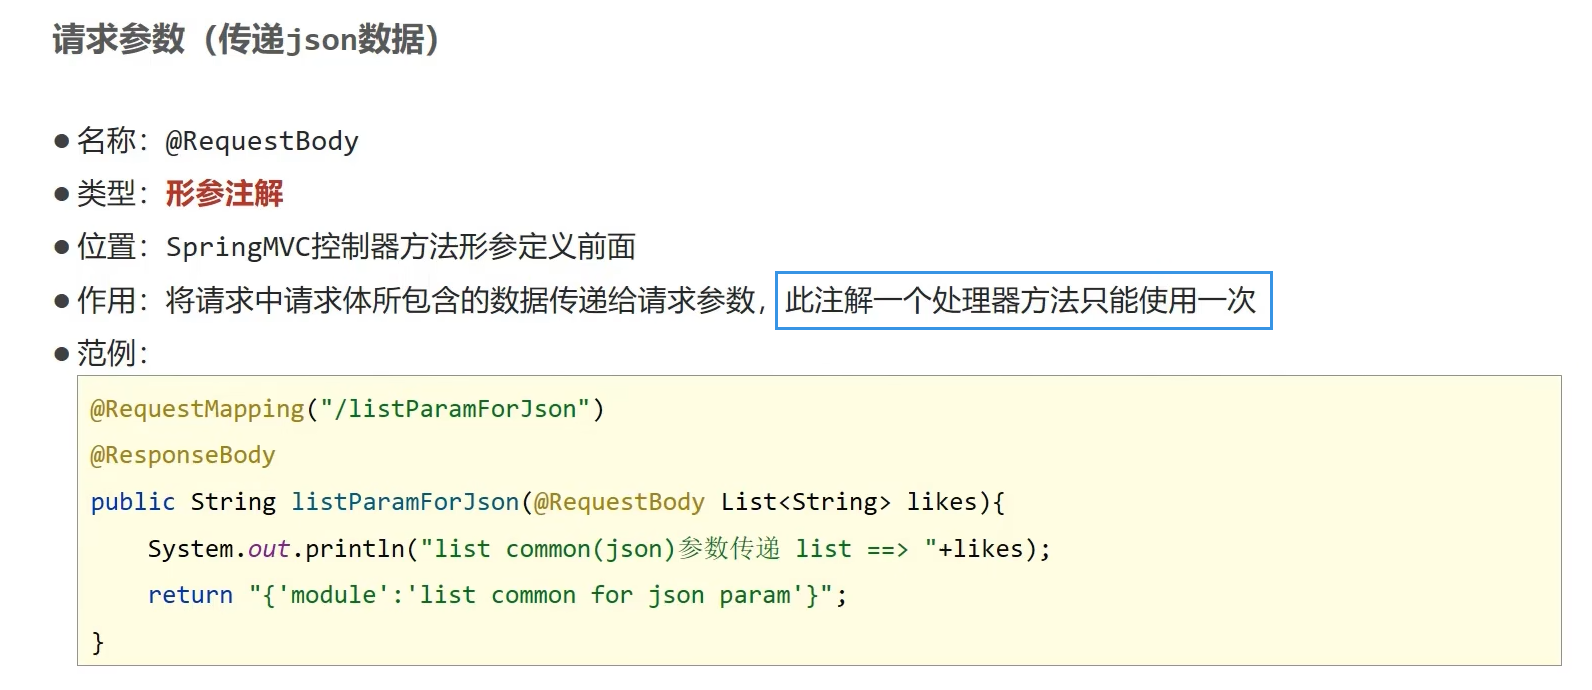 请求参数（传递json数据）
● 名称：@RequestBody
● 类型：形参注解
● 位置：SpringMVC控制器方法形参定义前面
● 作用：将请求中请求体所包含的数据传递给请求参数，此注解一个处理器方法只能使用一次
● 范例：
@RequestMapping("/listParamForJson")
@ResponseBody
public String listParamForJson(@RequestBody List<String> likes){
    System.out.println("list common(json)参数传递 list ==> "+likes);
    return "{'module':'list common for json param'}";
}